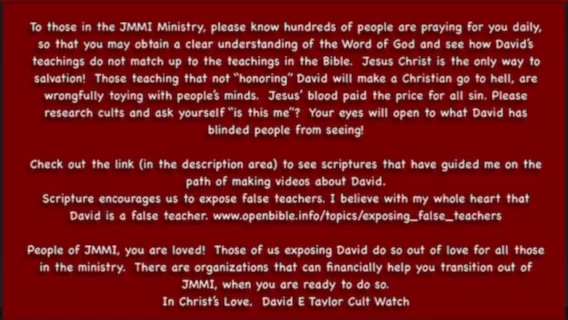 To those in the JMMI Ministry, please know hundreds of people are praying for you daily,
so that you may obtain a clear understanding of the Word of God and see how David's
teachings do not match up to the teachings in the Bible. Jesus Christ is the only way to
salvation! Those teaching that not "honoring" David will make a Christian go to hell, are
wrongfully toying with people's minds. Jesus' blood paid the price for all sin. Please
research cults and ask yourself "is this me"? Your eyes will open to what David has
blinded people from seeing!
Check out the link (in the description area) to see scriptures that have guided me on the
path of making videos about David.
Scripture encourages us to expose false teachers. I believe with my whole heart that
David is a false teacher. www.openbible.info/topics/exposing_false_teachers
People of JMMI, you are loved! Those of us exposing David do so out of love for all those
in the ministry. There are organizations that can financially help you transition out of
JMMI, when you are ready to do so.
In Christ's Love, David E Taylor Cult Watch